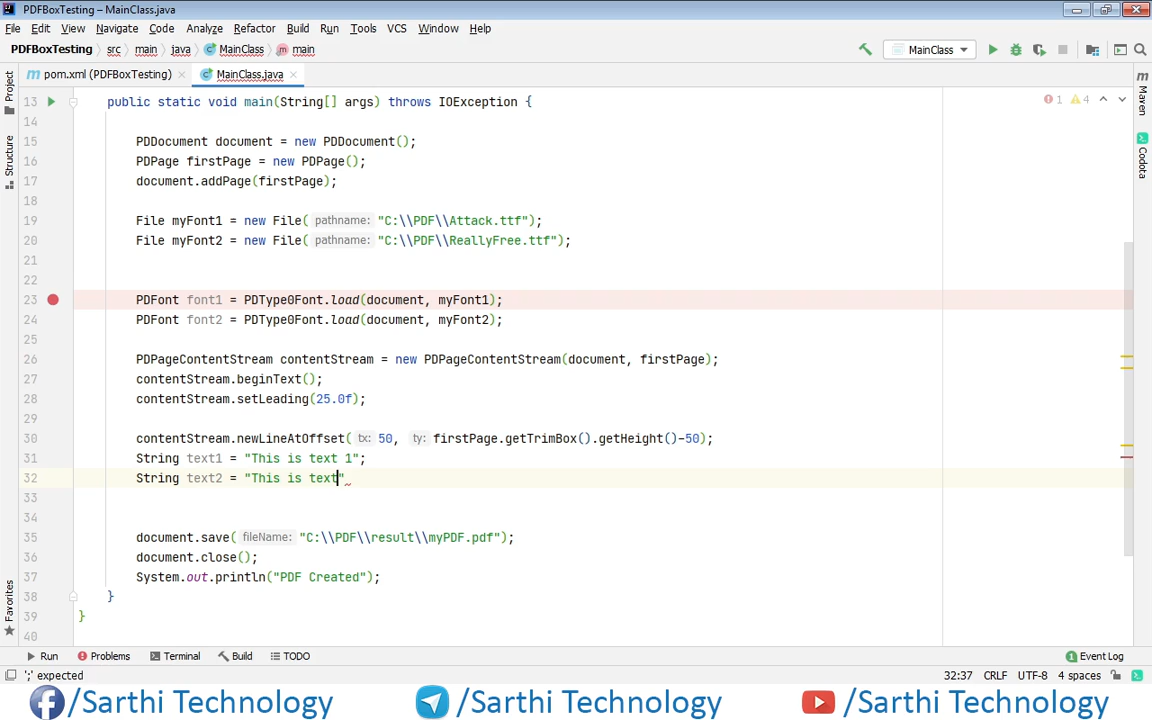 PDFBoxTesting – MainClass.java
File Edit View Navigate Code Analyze Refactor Build Run Tools VCS Window Help
PDFBoxTesting src main java MainClass main MainClass
pom.xml (PDFBoxTesting) MainClass.java
Project
Structure
Favorites
Maven
Codota
1 4
13 public static void main(String[] args) throws IOException {
14
15 PDDocument document = new PDDocument();
16 PDPage firstPage = new PDPage();
17 document.addPage(firstPage);
18
19 File myFont1 = new File( pathname: "C:\\PDF\\Attack.ttf");
20 File myFont2 = new File( pathname: "C:\\PDF\\ReallyFree.ttf");
21
22
23 PDFont font1 = PDType0Font.load(document, myFont1);
24 PDFont font2 = PDType0Font.load(document, myFont2);
25
26 PDPageContentStream contentStream = new PDPageContentStream(document, firstPage);
27 contentStream.beginText();
28 contentStream.setLeading(25.0f);
29
30 contentStream.newLineAtOffset( tx: 50, ty: firstPage.getTrimBox().getHeight()-50);
31 String text1 = "This is text 1";
32 String text2 = "This is text"
33
34
35 document.save( fileName: "C:\\PDF\\result\\myPDF.pdf");
36 document.close();
37 System.out.println("PDF Created");
38 }
39 }
40
Run Problems Terminal Build TODO 1 Event Log
';' expected 32:37 CRLF UTF-8 4 spaces
/Sarthi Technology /Sarthi Technology /Sarthi Technology